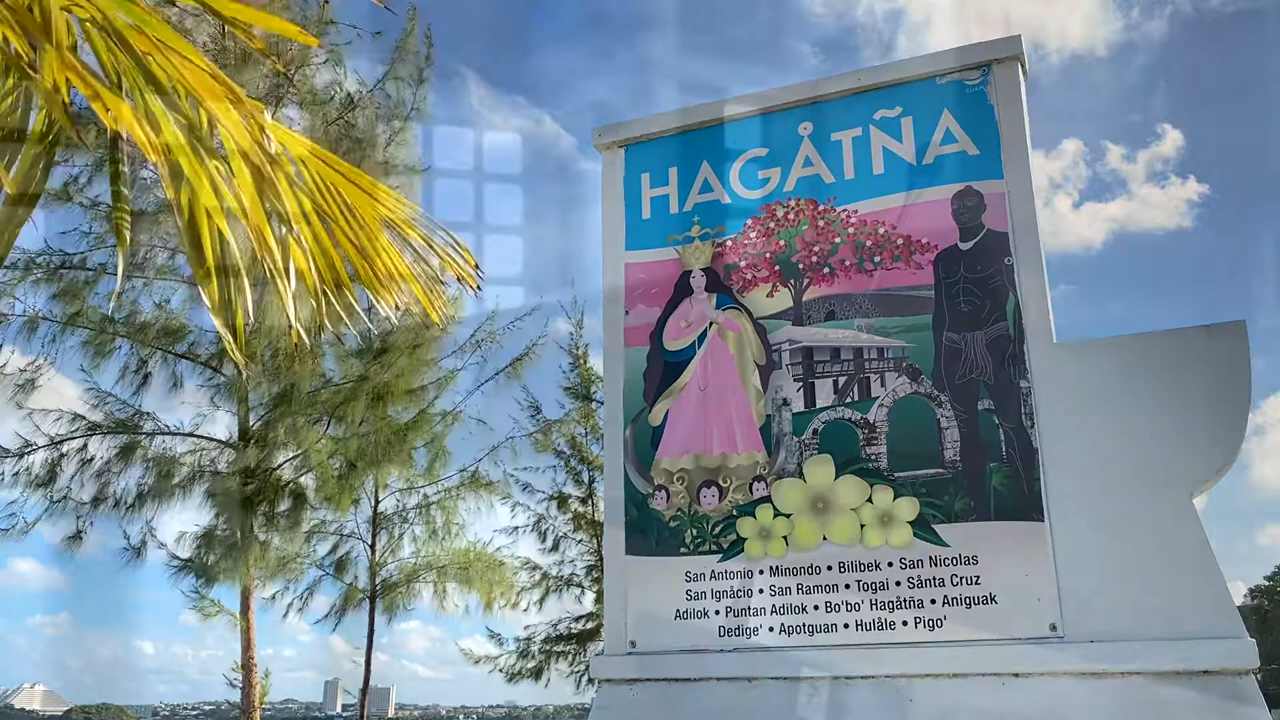 GUAM
HAGÅTÑA
San Antonio • Minondo • Bilibek • San Nicolas
San Ignåcio • San Ramon • Togai • Sånta Cruz
Adilok • Puntan Adilok • Bo'bo' Hagåtña • Aniguak
Dedige' • Apotguan • Hulåle • Pigo'